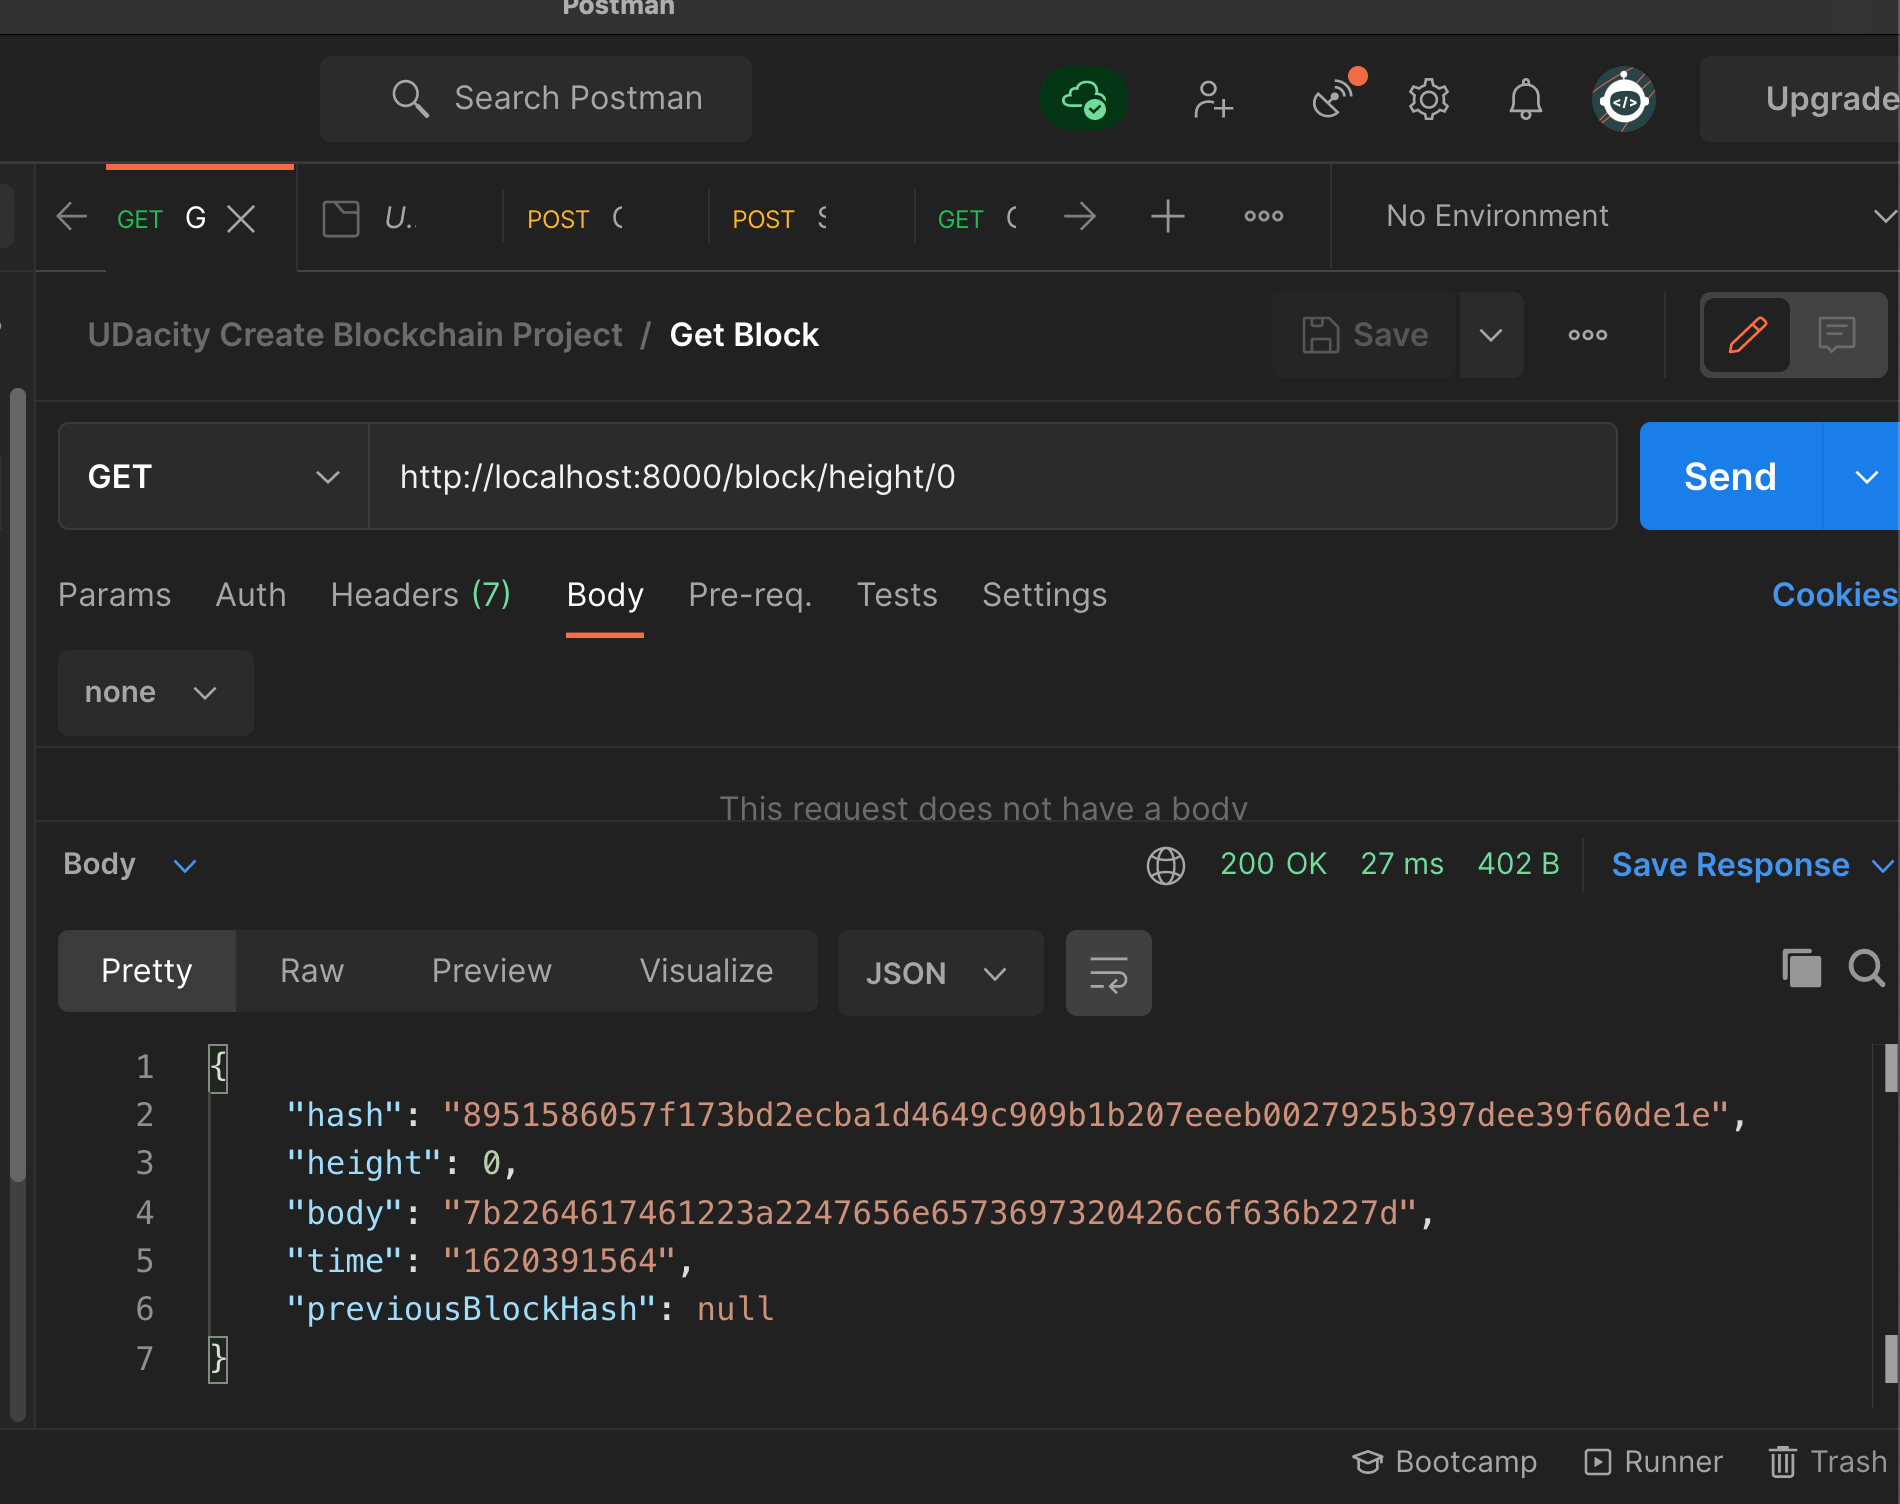 Postman
Search Postman
Upgrade
GET G
U..
POST
POST
GET
No Environment
UDacity Create Blockchain Project / Get Block
Save
GET
http://localhost:8000/block/height/0
Send
Params Auth Headers (7) Body Pre-req. Tests Settings
Cookies
none
This request does not have a body
Body
200 OK 27 ms 402 B Save Response
Pretty Raw Preview Visualize JSON
1 {
2 "hash": "8951586057f173bd2ecba1d4649c909b1b207eeeb0027925b397dee39f60de1e",
3 "height": 0,
4 "body": "7b2264617461223a2247656e6573697320426c6f636b227d",
5 "time": "1620391564",
6 "previousBlockHash": null
7 }
Bootcamp Runner Trash